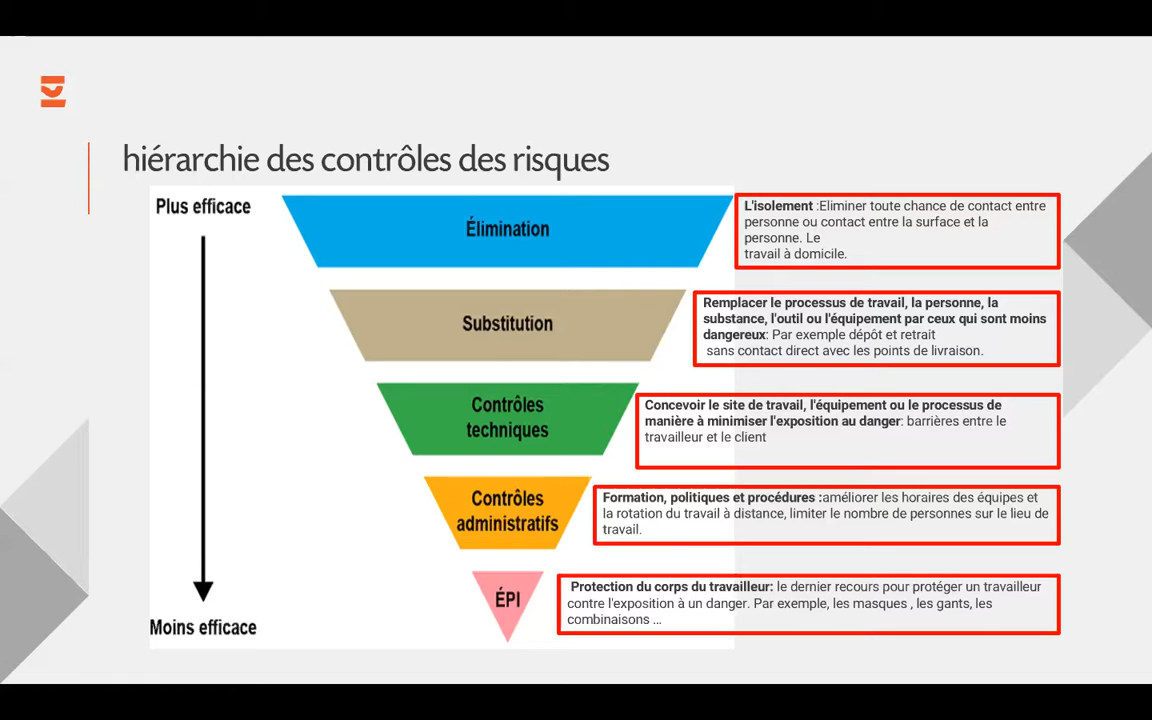 hiérarchie des contrôles des risques
Plus efficace
Élimination
L'isolement :Eliminer toute chance de contact entre
personne ou contact entre la surface et la
personne. Le
travail à domicile.
Substitution
Remplacer le processus de travail, la personne, la
substance, l'outil ou l'équipement par ceux qui sont moins
dangereux: Par exemple dépôt et retrait
sans contact direct avec les points de livraison.
Contrôles
techniques
Concevoir le site de travail, l'équipement ou le processus de
manière à minimiser l'exposition au danger: barrières entre le
travailleur et le client
Contrôles
administratifs
Formation, politiques et procédures :améliorer les horaires des équipes et
la rotation du travail à distance, limiter le nombre de personnes sur le lieu de
travail.
ÉPI
Protection du corps du travailleur: le dernier recours pour protéger un travailleur
contre l'exposition à un danger. Par exemple, les masques , les gants, les
combinaisons ...
Moins efficace